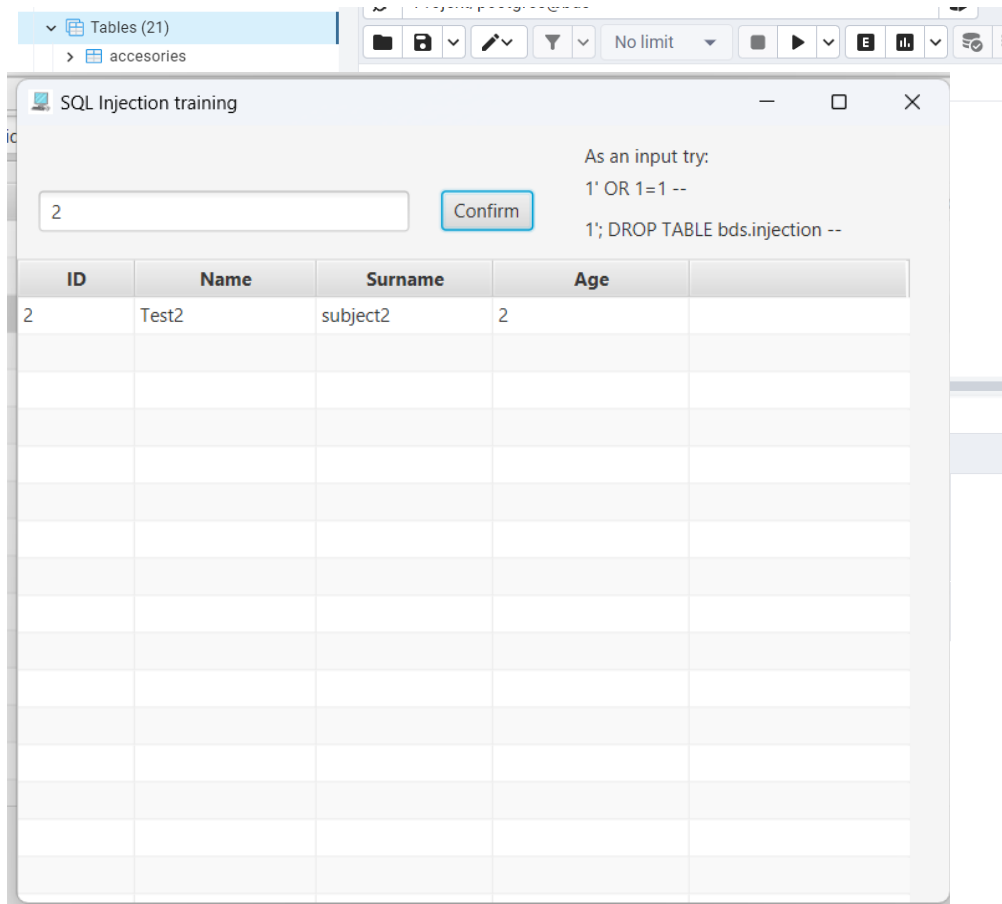 Tables (21)
accesories
No limit
E
SQL Injection training
As an input try:
1' OR 1=1 --
2
Confirm
1'; DROP TABLE bds.injection --
ID Name Surname Age
2 Test2 subject2 2